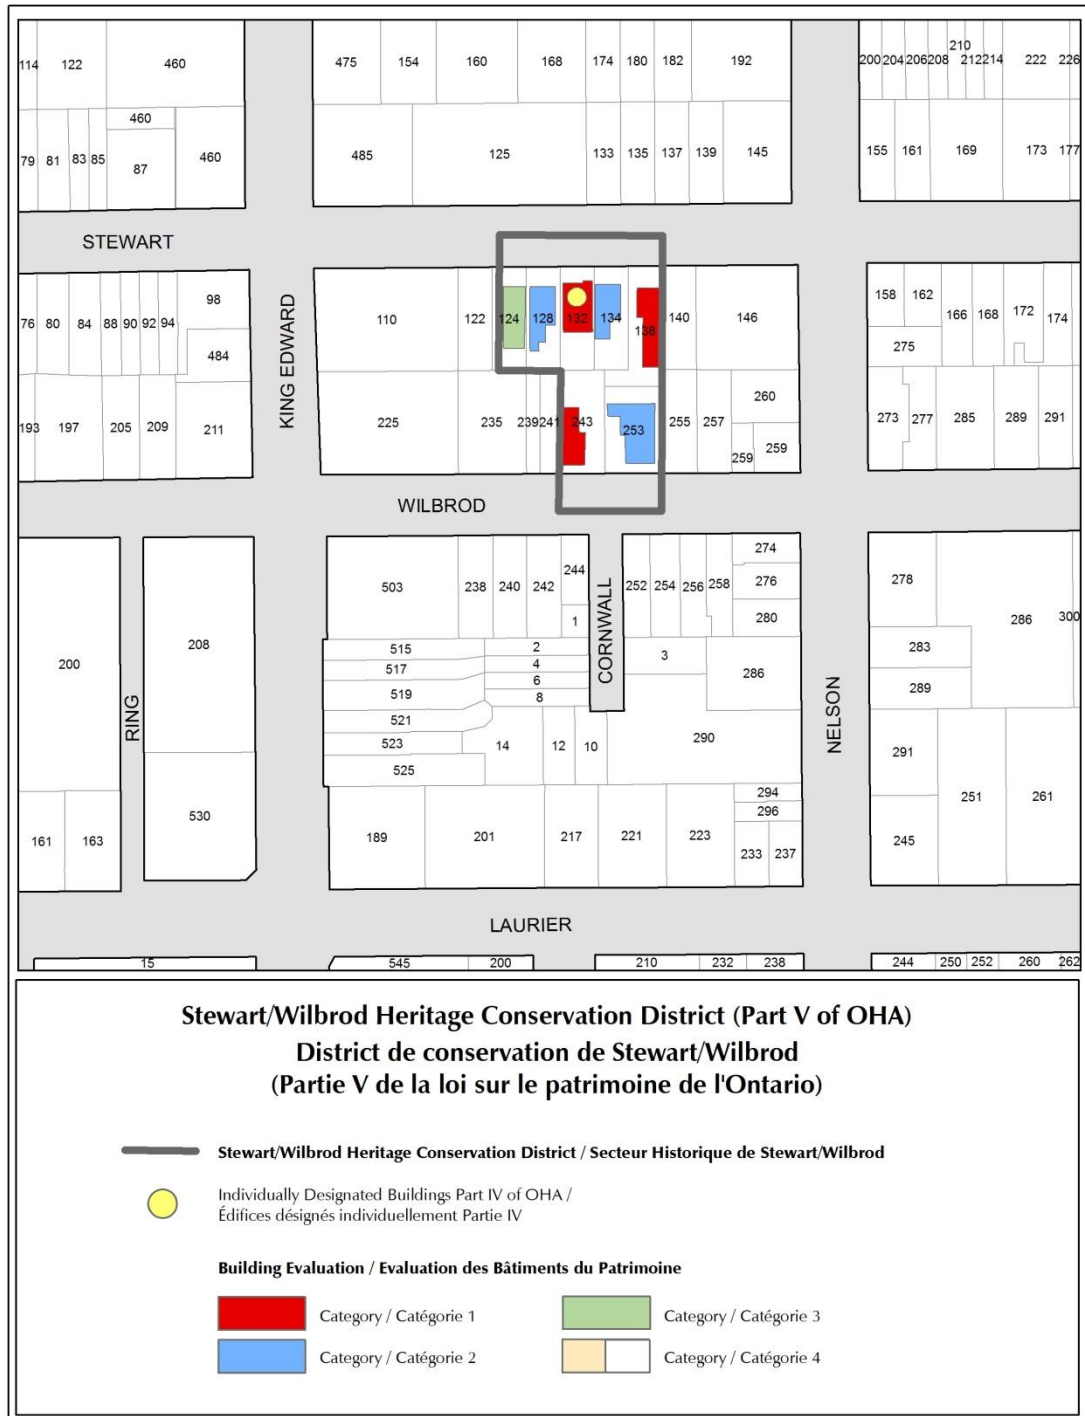 114 122 460 475 154 160 168 174 180 182 192 200 204 206 208 210 212 214 222 226
79 81 83 85 460 87 460 485 125 133 135 137 139 145 155 161 169 173 177
STEWART
76 80 84 88 90 92 94 98 110 122 124 128 132 134 138 140 146 158 162 166 168 172 174
484 275
KING EDWARD
193 197 205 209 211 225 235 239 241 243 253 255 257 260 259 259 273 277 285 289 291
WILBROD
200 208 503 238 240 242 244 252 254 256 258 274 278 286 300
1 276
280
CORNWALL
515 2 3 286 283
517 4
519 6 289
8
RING
NELSON
521 14 12 10 290 291 251 261
523
525
530 294
296
161 163 189 201 217 221 223 233 237 245
LAURIER
15 545 200 210 232 238 244 250 252 260 262
Stewart/Wilbrod Heritage Conservation District (Part V of OHA)
District de conservation de Stewart/Wilbrod
(Partie V de la loi sur le patrimoine de l'Ontario)
Stewart/Wilbrod Heritage Conservation District / Secteur Historique de Stewart/Wilbrod
Individually Designated Buildings Part IV of OHA /
Édifices désignés individuellement Partie IV
Building Evaluation / Evaluation des Bâtiments du Patrimoine
Category / Catégorie 1
Category / Catégorie 3
Category / Catégorie 2
Category / Catégorie 4